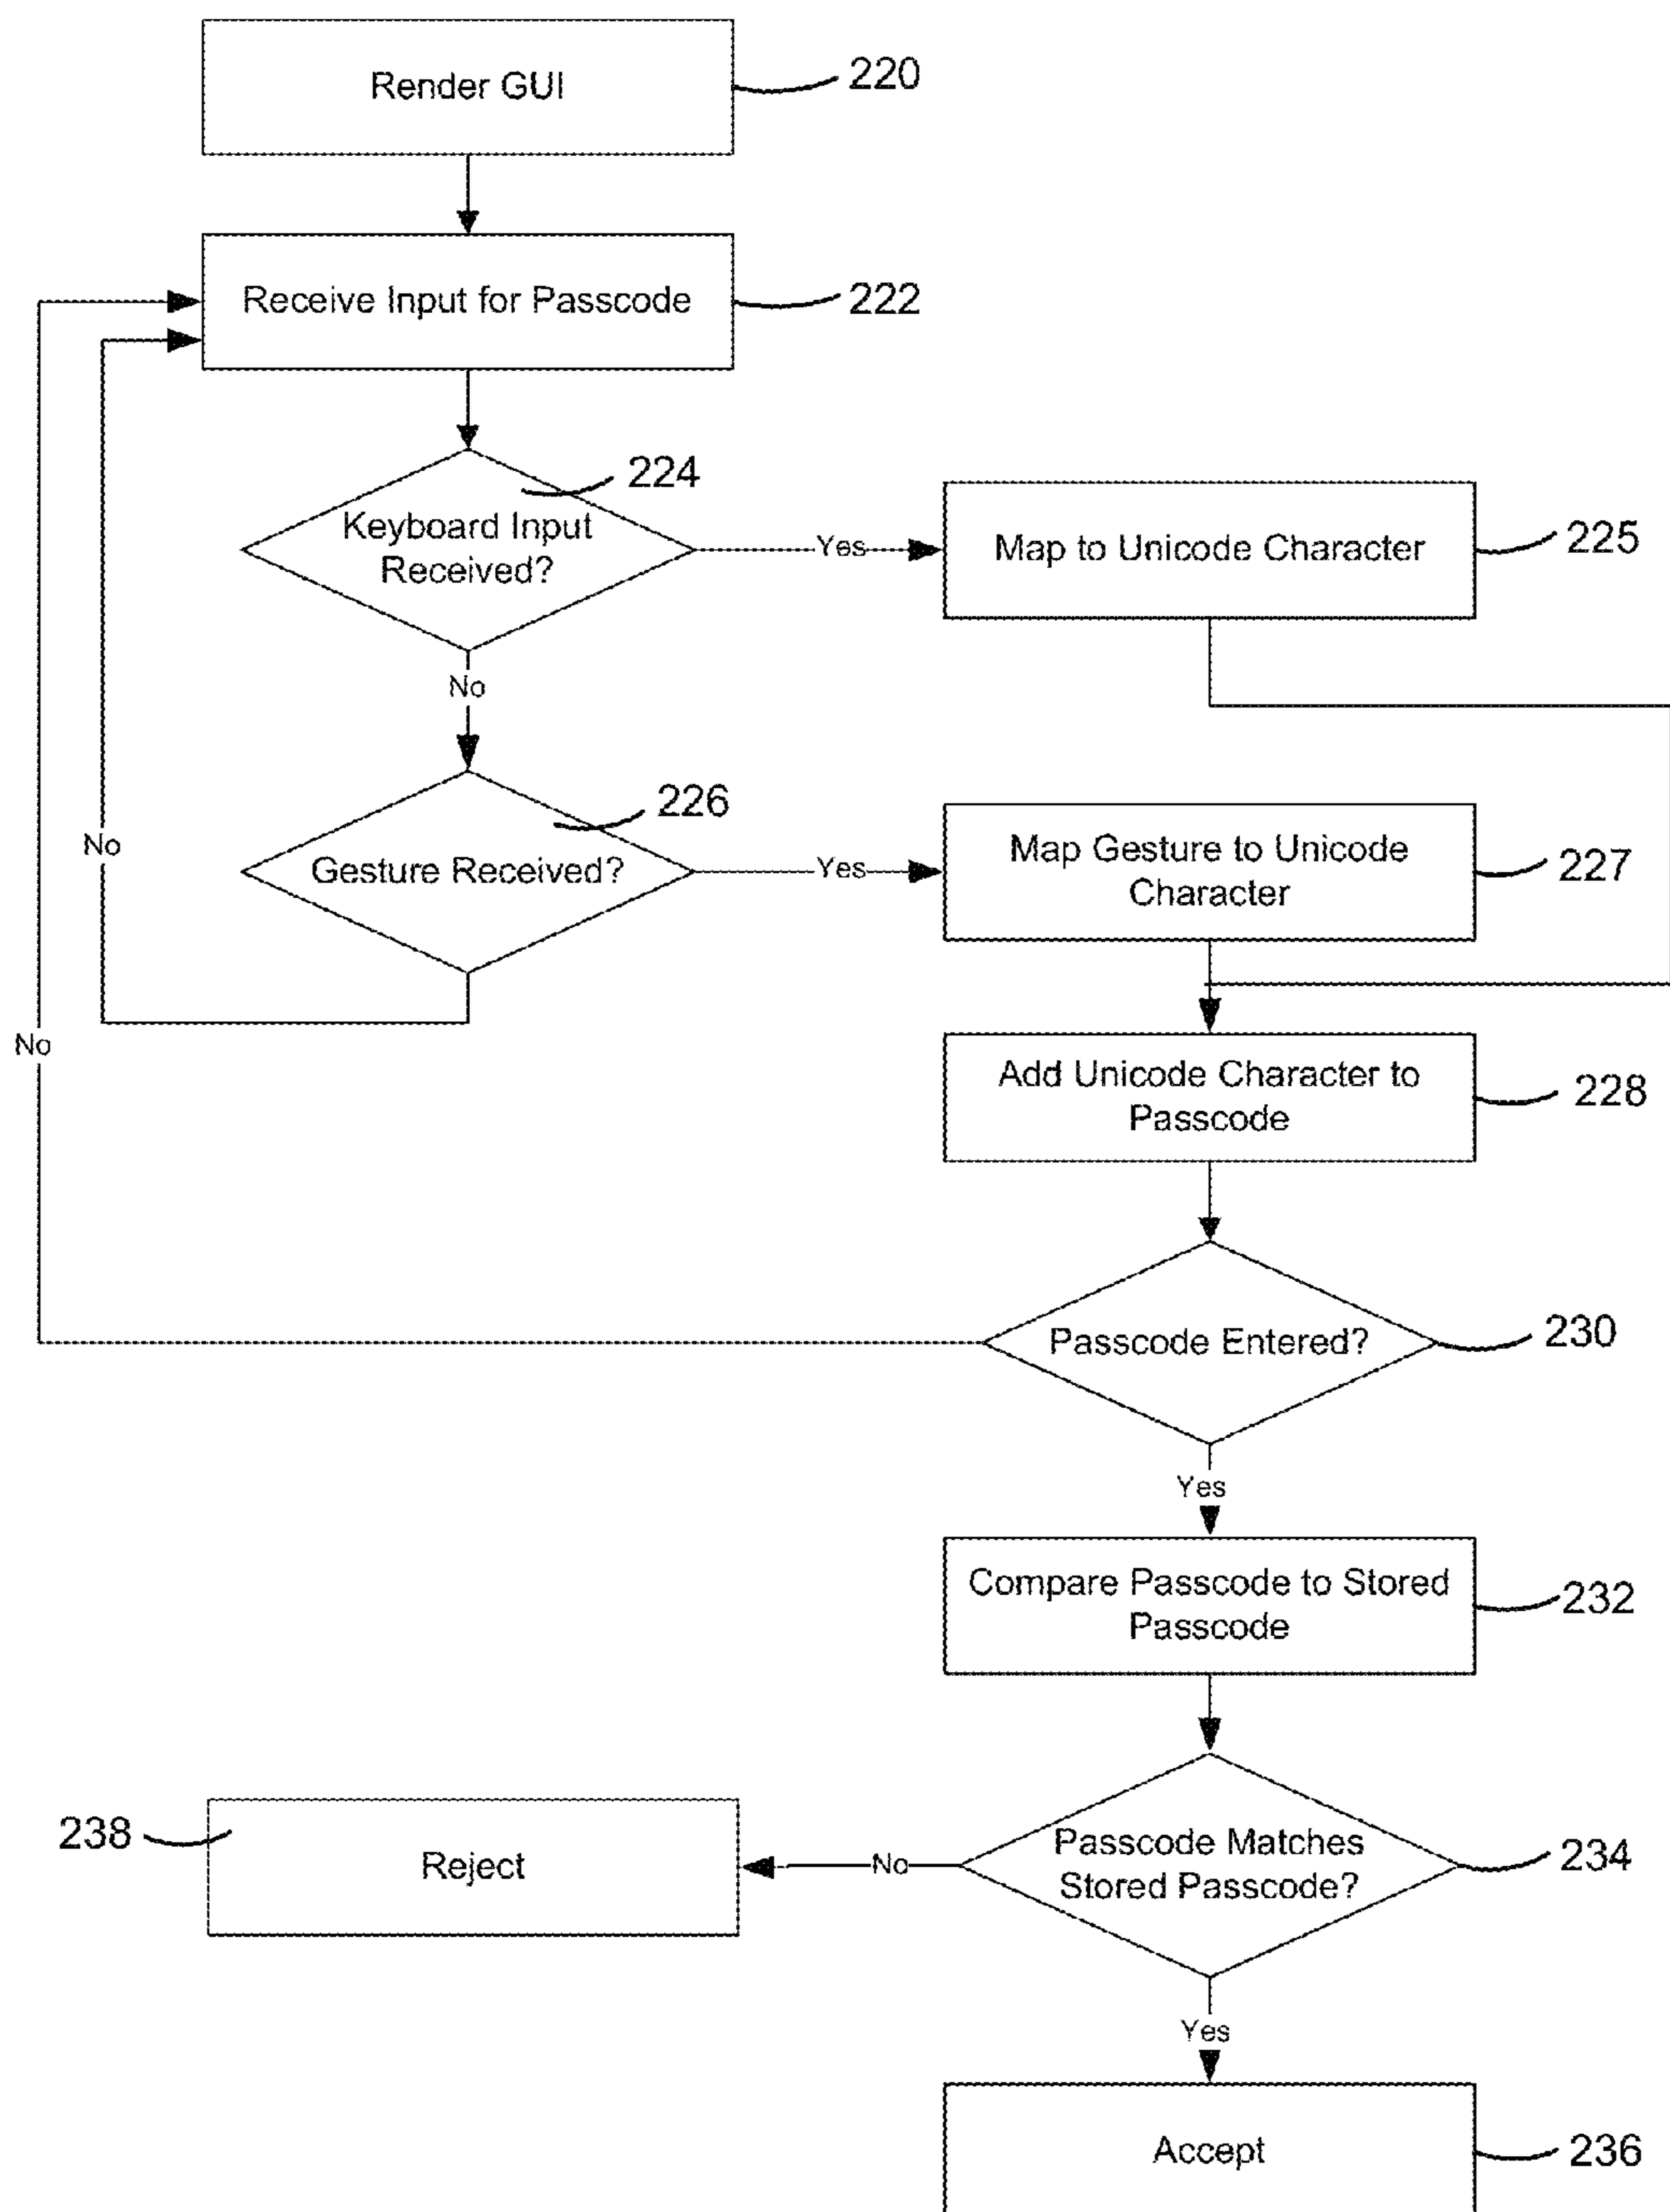 Render GUI
220
Receive Input for Passcode
222
224
Keyboard Input
Received?
Yes
Map to Unicode Character
225
No
226
Gesture Received?
Yes
Map Gesture to Unicode
Character
227
No
No
Add Unicode Character to
Passcode
228
Passcode Entered?
230
Yes
Compare Passcode to Stored
Passcode
232
Passcode Matches
Stored Passcode?
234
No
Reject
238
Yes
Accept
236